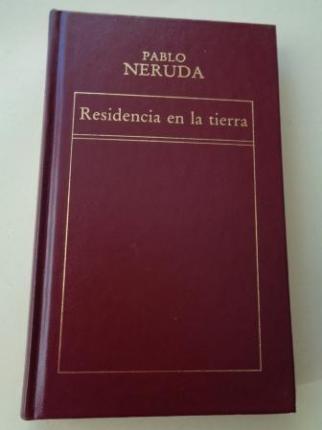 PABLO
NERUDA
Residencia en la tierra